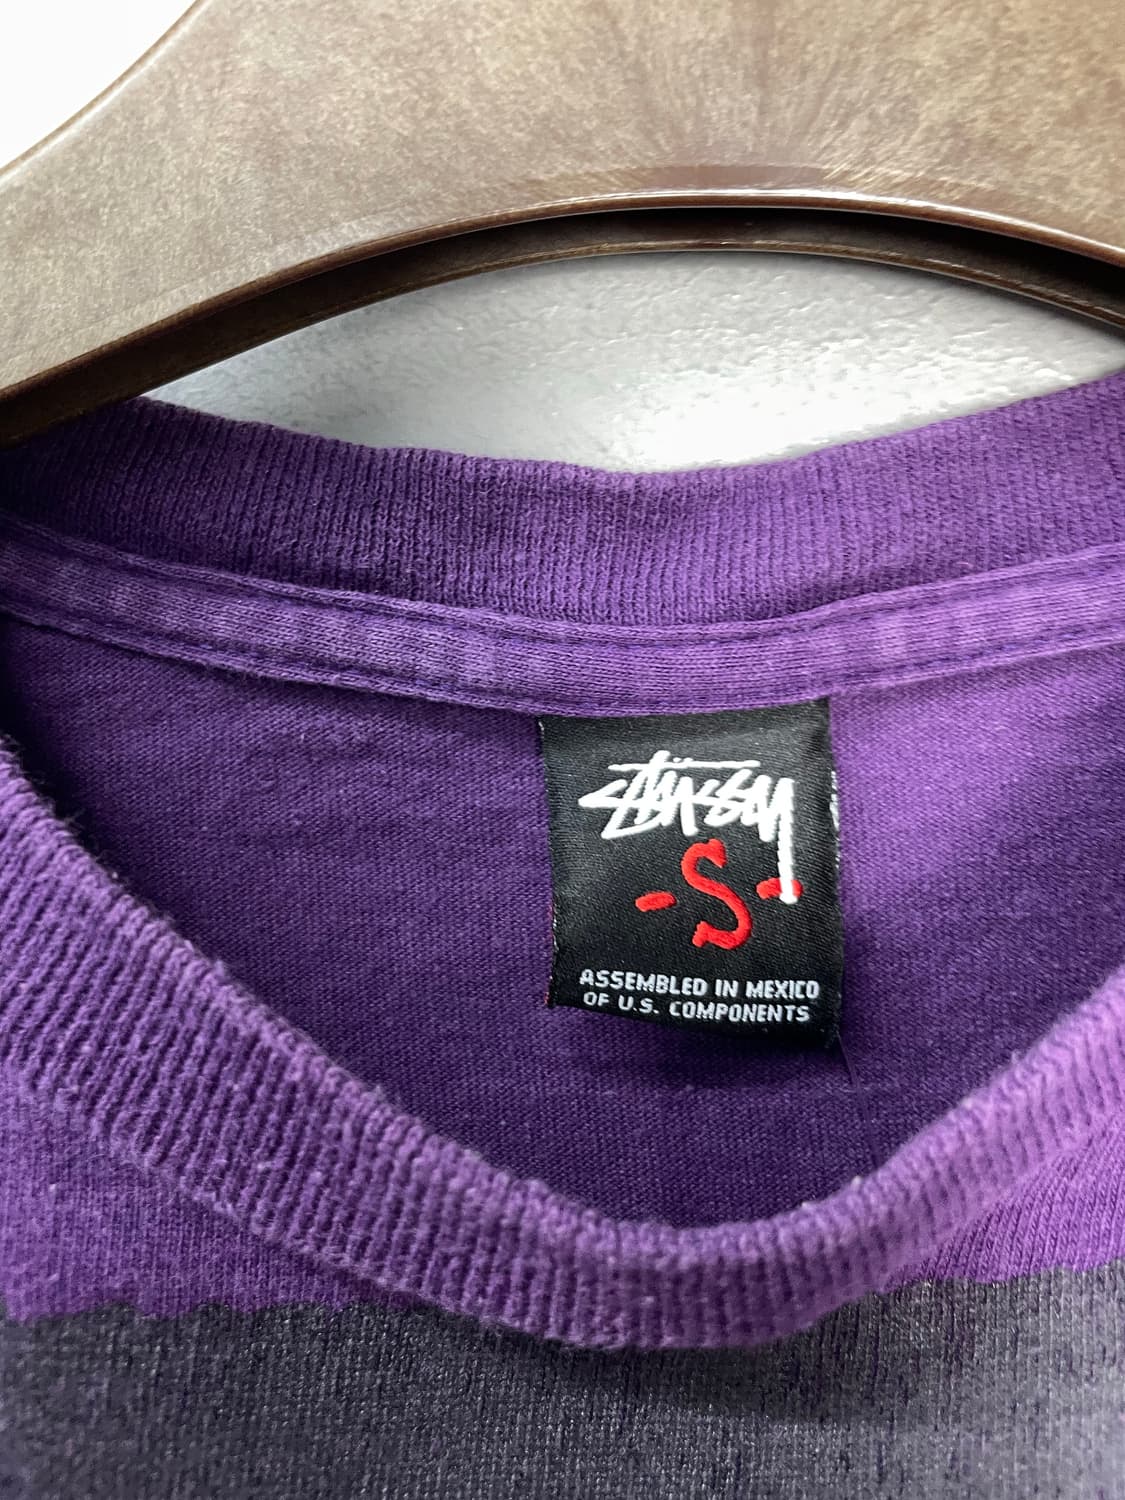 Stüssy
-S-
ASSEMBLED IN MEXICO
OF U.S. COMPONENTS